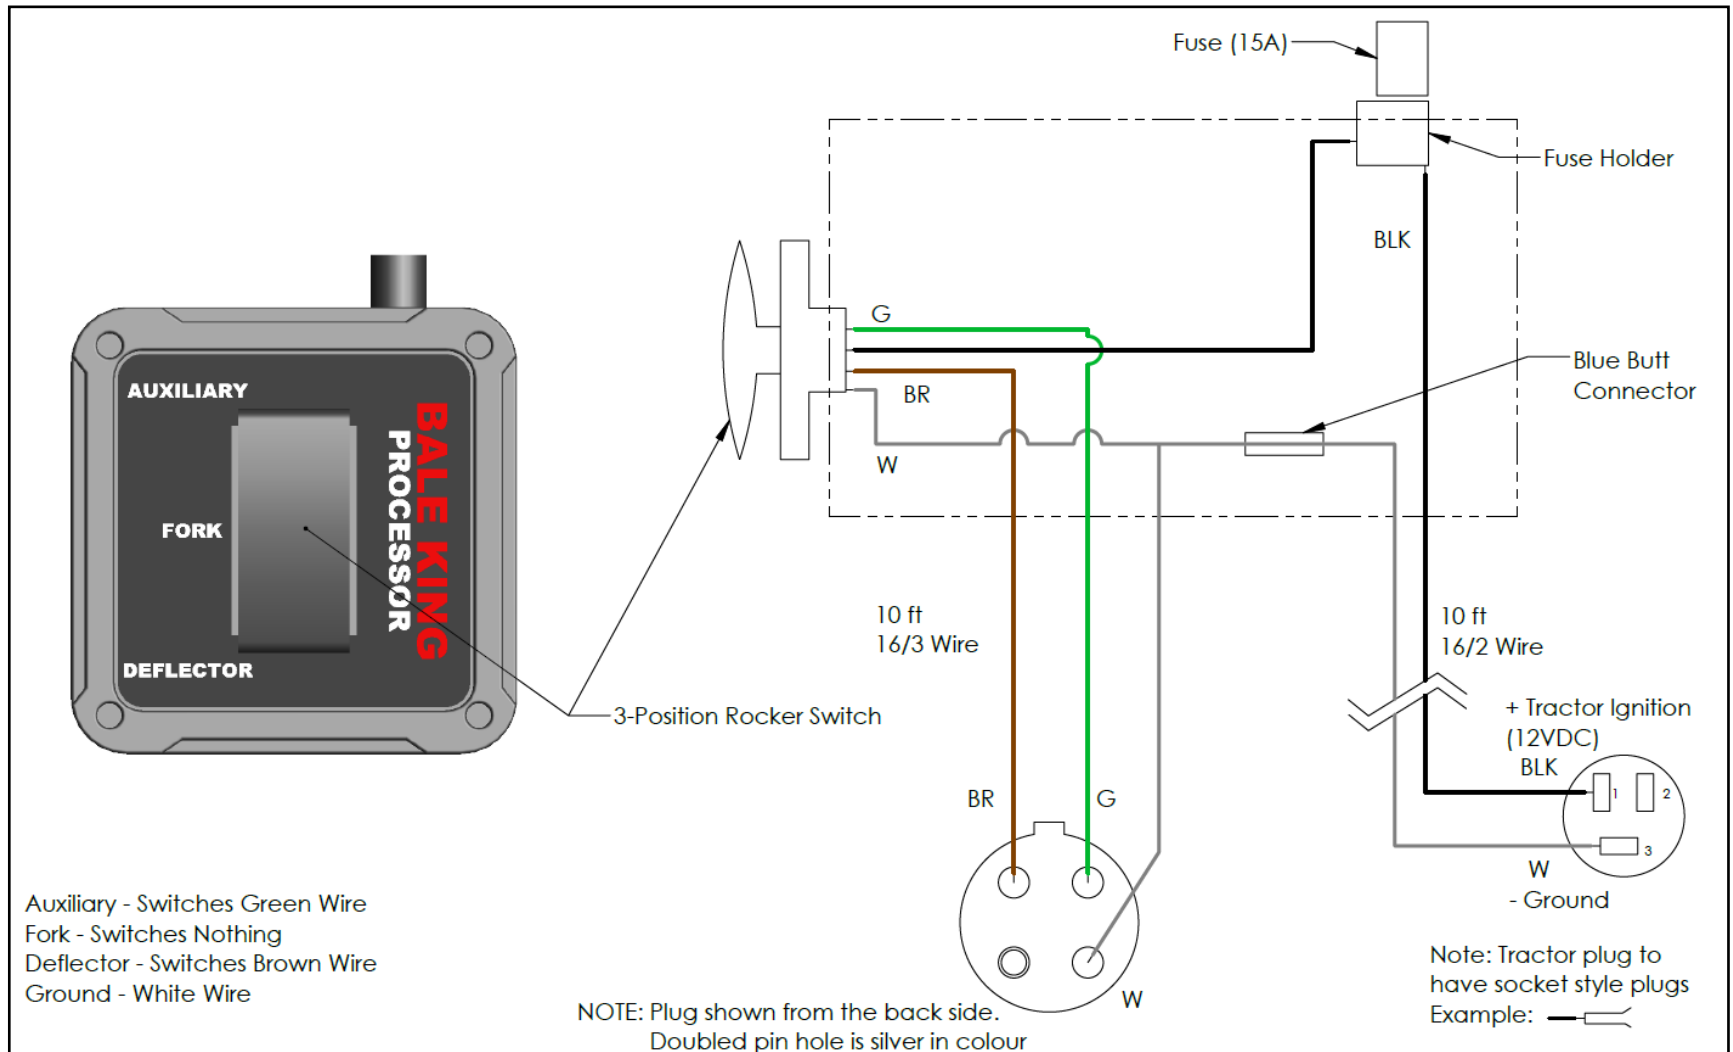 Fuse (15A)
Fuse Holder
BLK
G
Blue Butt
Connector
BR
W
AUXILIARY
BALE KING
PROCESSOR
FORK
DEFLECTOR
3-Position Rocker Switch
10 ft
16/3 Wire
10 ft
16/2 Wire
+ Tractor Ignition
(12VDC)
BLK
1
2
3
BR
G
W
- Ground
W
Auxiliary - Switches Green Wire
Fork - Switches Nothing
Deflector - Switches Brown Wire
Ground - White Wire
NOTE: Plug shown from the back side.
Doubled pin hole is silver in colour
Note: Tractor plug to
have socket style plugs
Example: